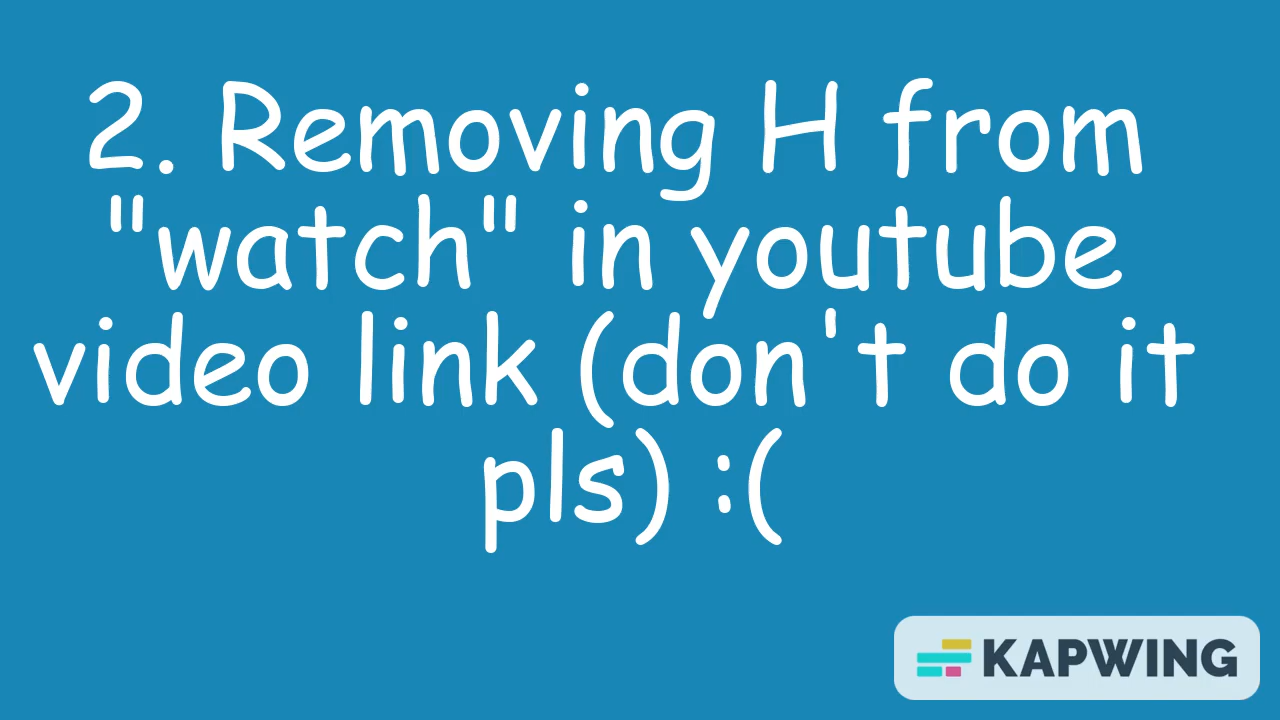 2. Removing H from
"watch" in youtube
video link (don't do it
pls) :(
KAPWING